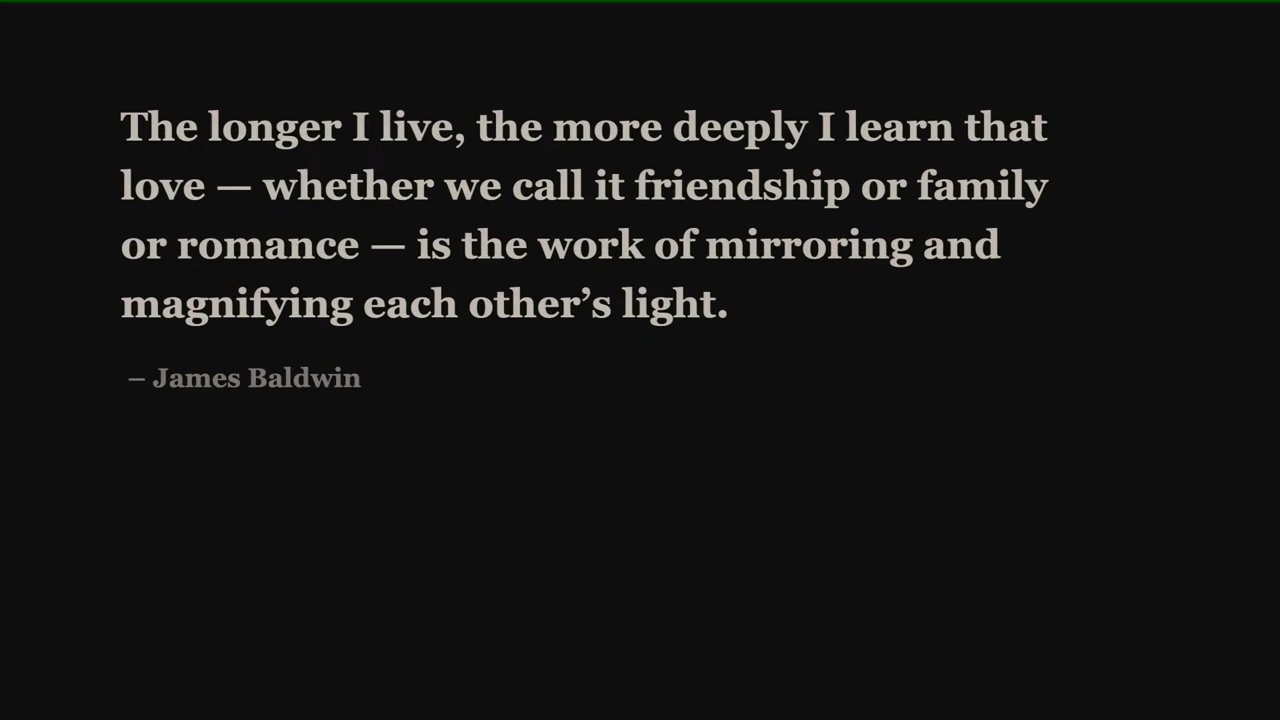 The longer I live, the more deeply I learn that
love — whether we call it friendship or family
or romance — is the work of mirroring and
magnifying each other’s light.
– James Baldwin